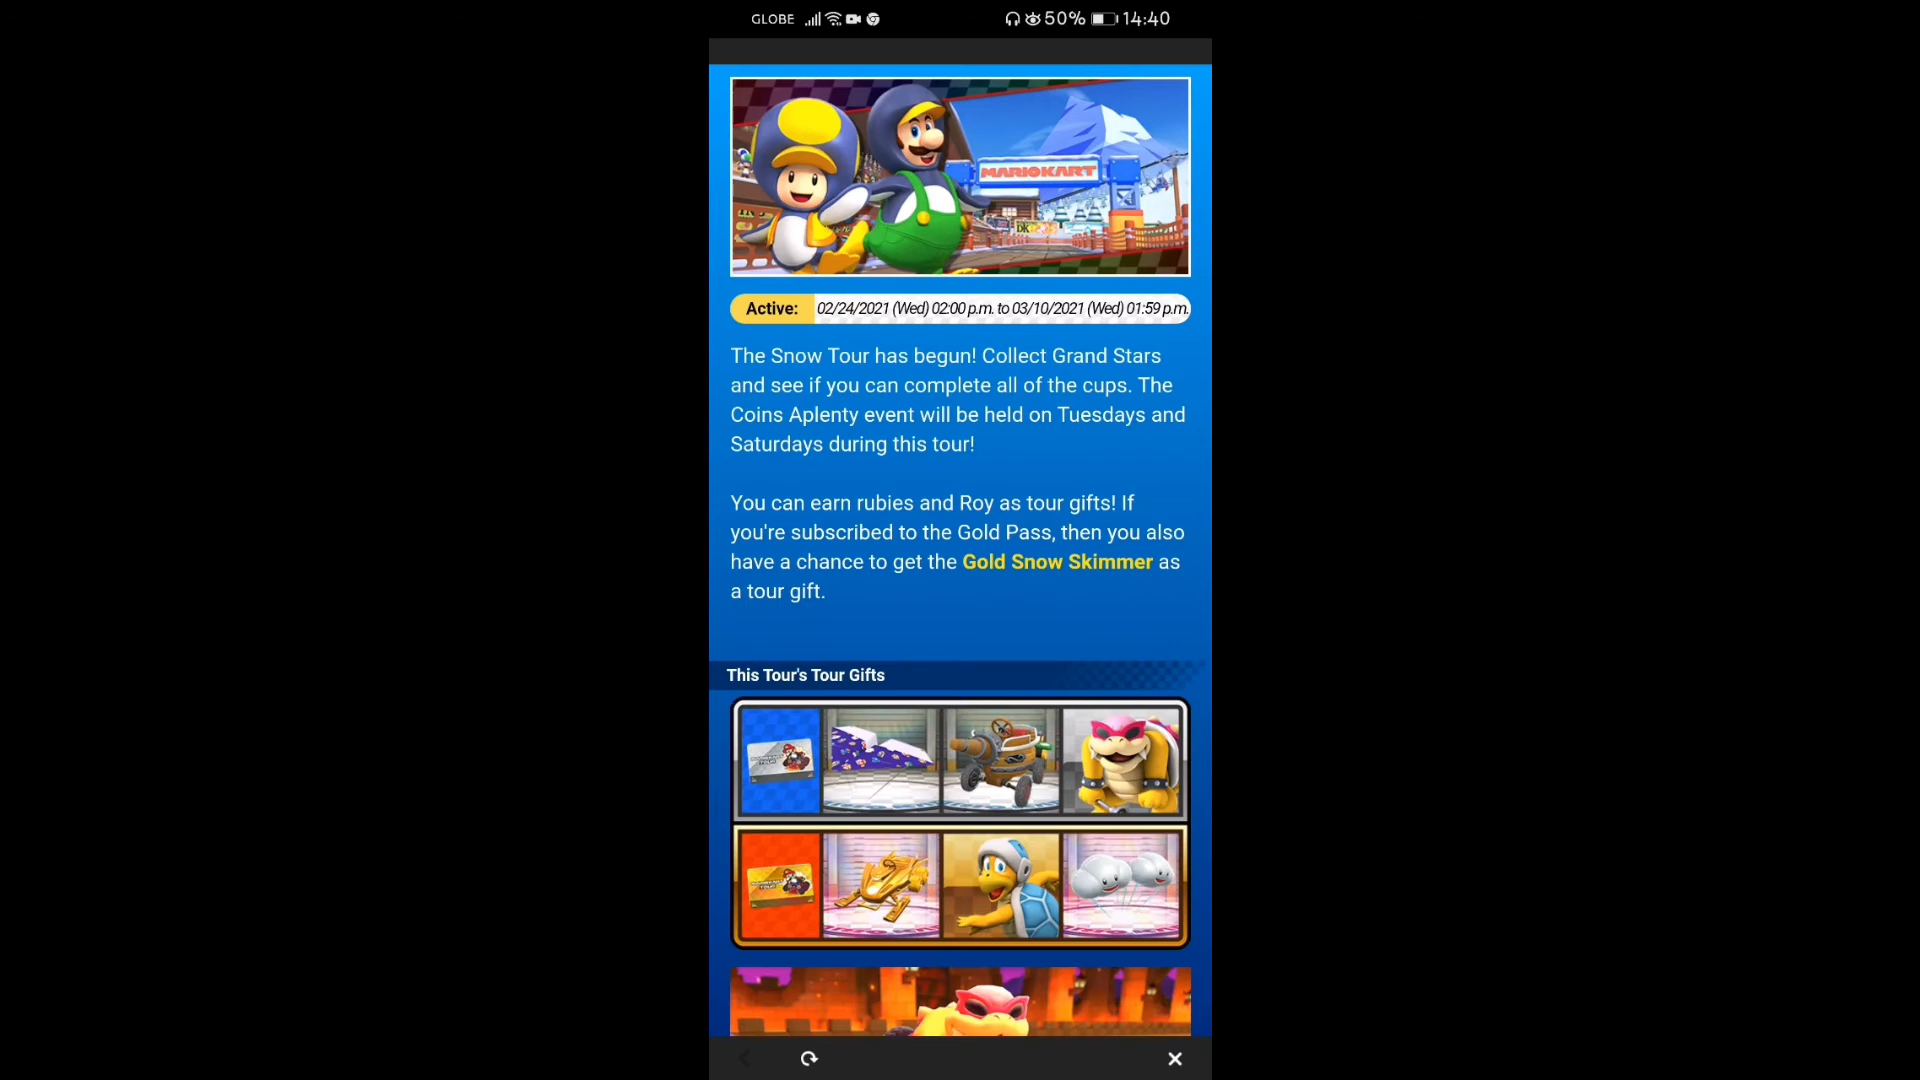 GLOBE 50% 14:40
MARIOKART
DK
Active: 02/24/2021 (Wed) 02:00 p.m. to 03/10/2021 (Wed) 01:59 p.m.
The Snow Tour has begun! Collect Grand Stars
and see if you can complete all of the cups. The
Coins Aplenty event will be held on Tuesdays and
Saturdays during this tour!
You can earn rubies and Roy as tour gifts! If
you're subscribed to the Gold Pass, then you also
have a chance to get the Gold Snow Skimmer as
a tour gift.
This Tour's Tour Gifts